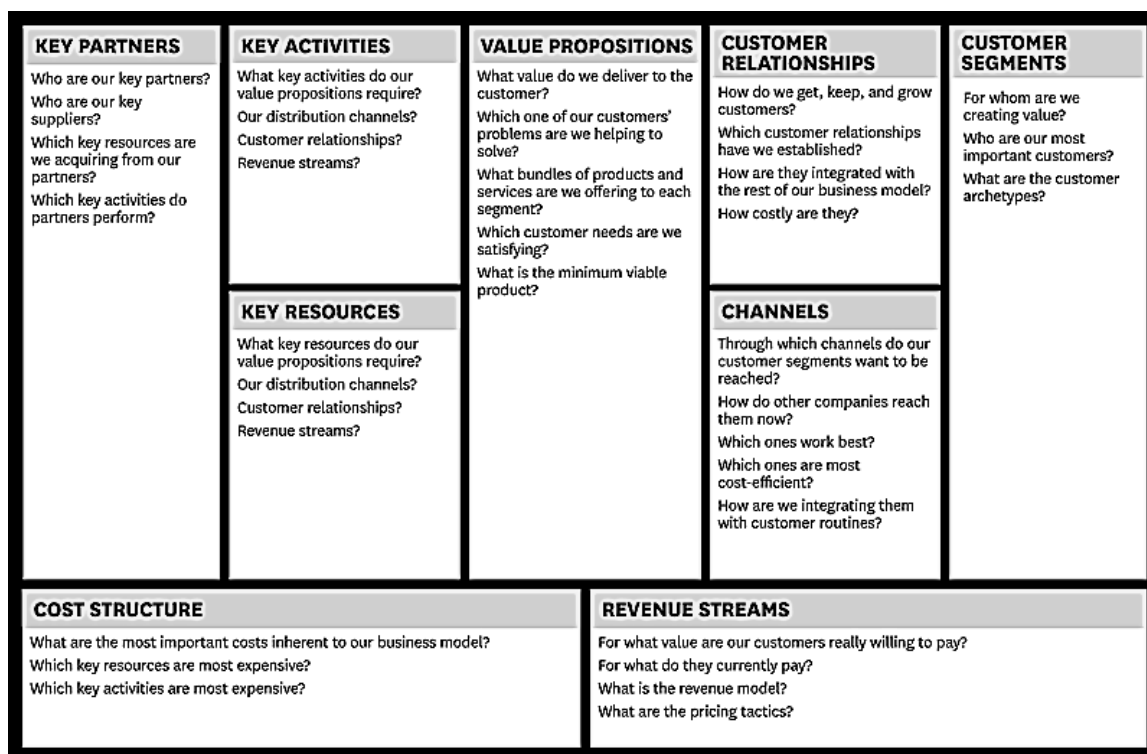 KEY PARTNERS
Who are our key partners?
Who are our key
suppliers?
Which key resources are
we acquiring from our
partners?
Which key activities do
partners perform?
KEY ACTIVITIES
What key activities do our
value propositions require?
Our distribution channels?
Customer relationships?
Revenue streams?
KEY RESOURCES
What key resources do our
value propositions require?
Our distribution channels?
Customer relationships?
Revenue streams?
VALUE PROPOSITIONS
What value do we deliver to the
customer?
Which one of our customers’
problems are we helping to
solve?
What bundles of products and
services are we offering to each
segment?
Which customer needs are we
satisfying?
What is the minimum viable
product?
CUSTOMER
RELATIONSHIPS
How do we get, keep, and grow
customers?
Which customer relationships
have we established?
How are they integrated with
the rest of our business model?
How costly are they?
CHANNELS
Through which channels do our
customer segments want to be
reached?
How do other companies reach
them now?
Which ones work best?
Which ones are most
cost-efficient?
How are we integrating them
with customer routines?
CUSTOMER
SEGMENTS
For whom are we
creating value?
Who are our most
important customers?
What are the customer
archetypes?
COST STRUCTURE
What are the most important costs inherent to our business model?
Which key resources are most expensive?
Which key activities are most expensive?
REVENUE STREAMS
For what value are our customers really willing to pay?
For what do they currently pay?
What is the revenue model?
What are the pricing tactics?